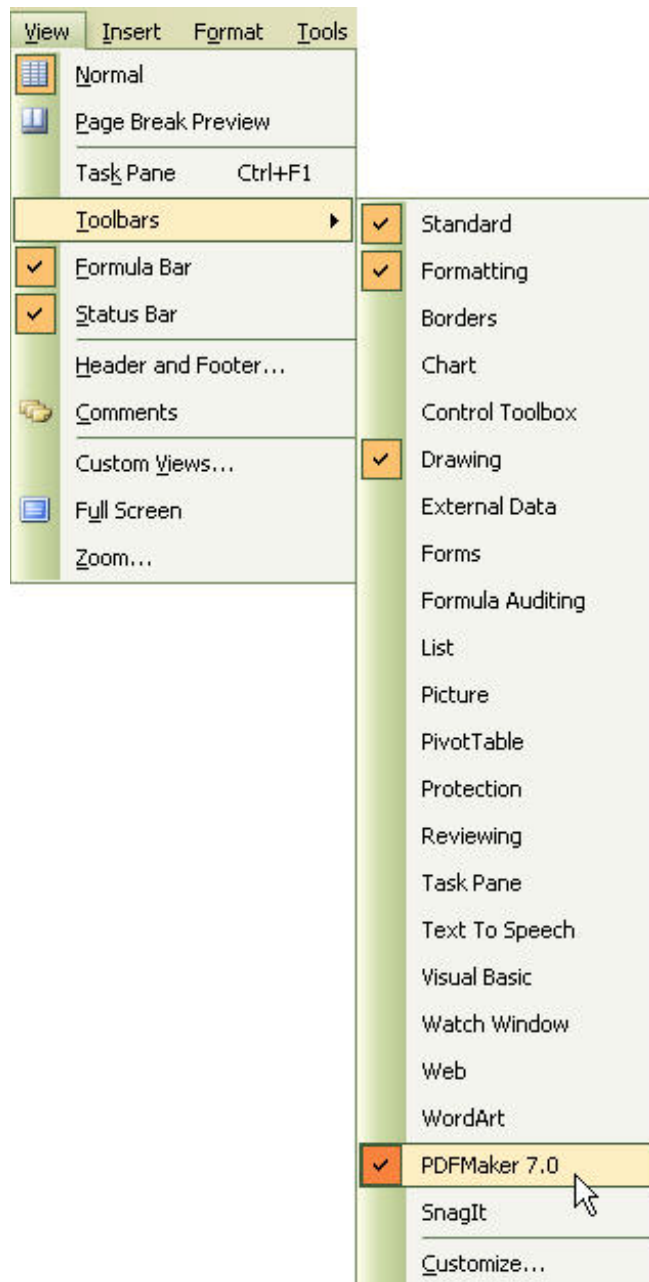 View Insert Format Tools
Normal
Page Break Preview
Task Pane Ctrl+F1
Toolbars
Formula Bar
Status Bar
Header and Footer...
Comments
Custom Views...
Full Screen
Zoom...
Standard
Formatting
Borders
Chart
Control Toolbox
Drawing
External Data
Forms
Formula Auditing
List
Picture
PivotTable
Protection
Reviewing
Task Pane
Text To Speech
Visual Basic
Watch Window
Web
WordArt
PDFMaker 7.0
SnagIt
Customize...